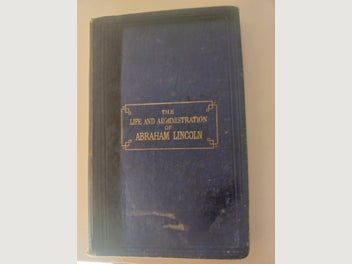 THE
LIFE AND ADMINISTRATION
OF
ABRAHAM LINCOLN